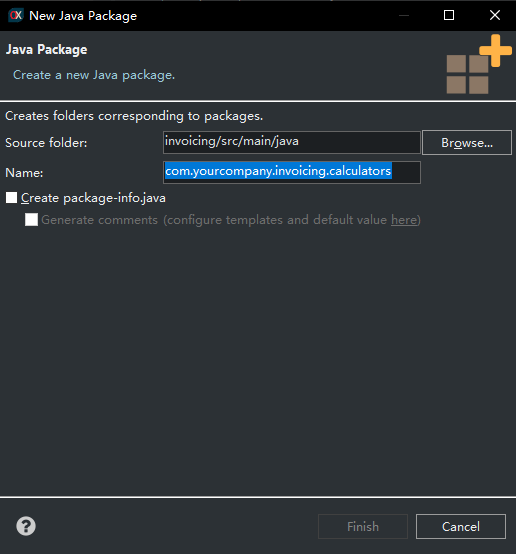 New Java Package
Java Package
Create a new Java package.
Creates folders corresponding to packages.
Source folder: invoicing/src/main/java Browse...
Name: com.yourcompany.invoicing.calculators
Create package-info.java
Generate comments (configure templates and default value here)
? Finish Cancel